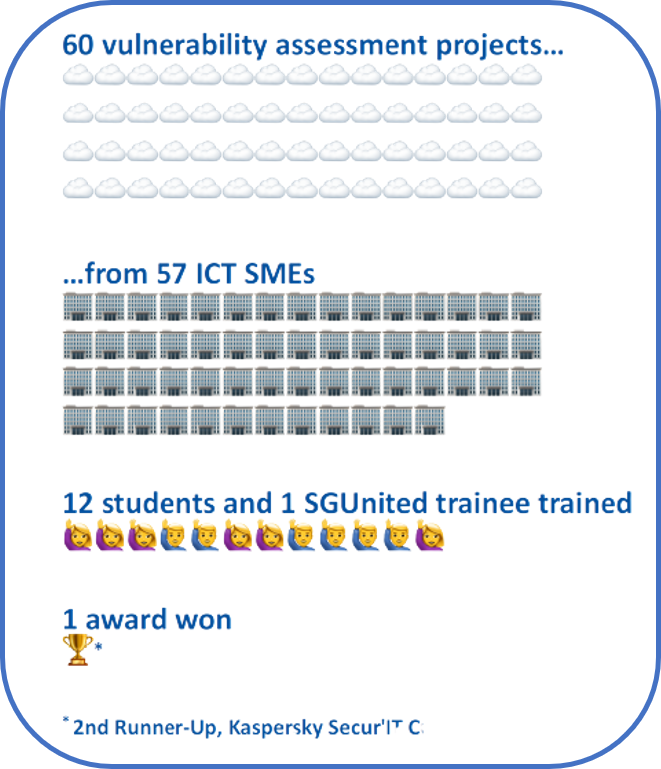 60 vulnerability assessment projects...
...from 57 ICT SMEs
12 students and 1 SGUnited trainee trained
1 award won
*
* 2nd Runner-Up, Kaspersky Secur'IT